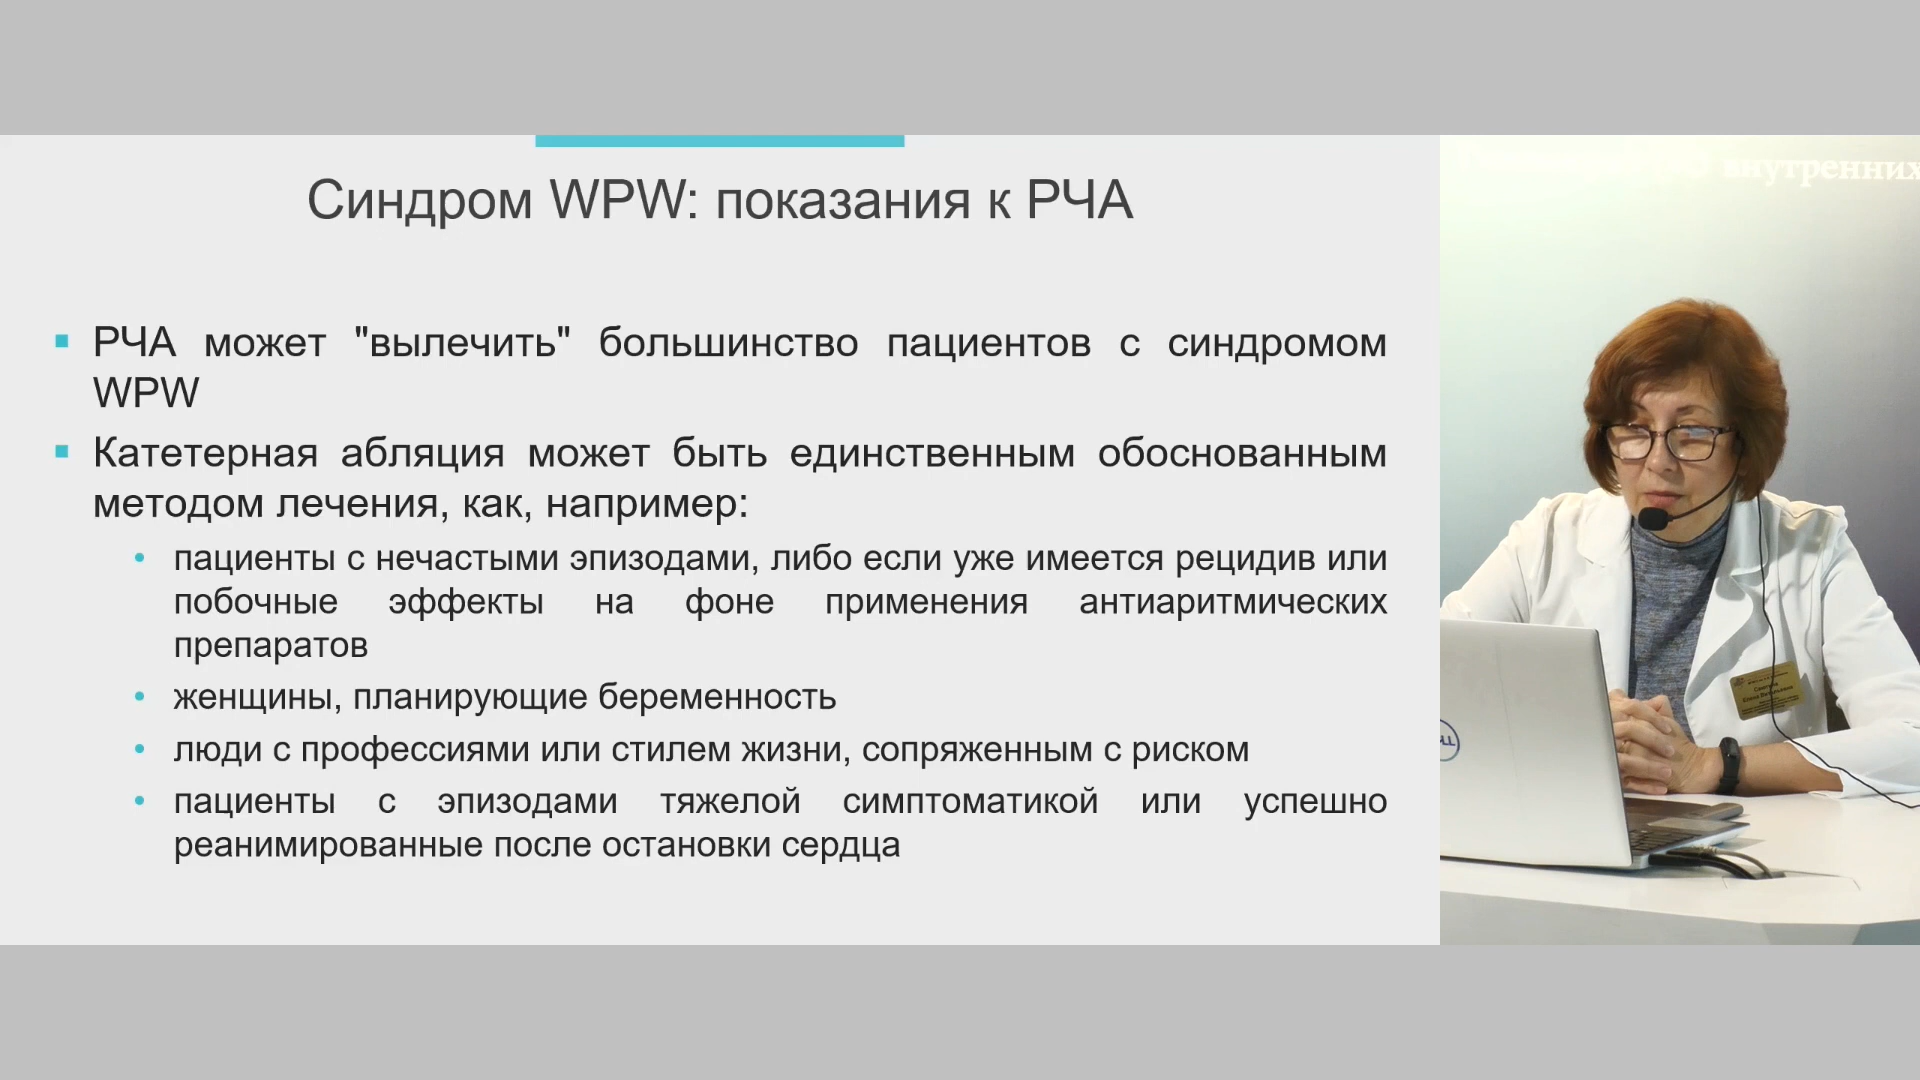 Синдром WPW: показания к РЧА
РЧА может "вылечить" большинство пациентов с синдромом
WPW
Катетерная абляция может быть единственным обоснованным
методом лечения, как, например:
пациенты с нечастыми эпизодами, либо если уже имеется рецидив или
побочные эффекты на фоне применения антиаритмических
препаратов
женщины, планирующие беременность
люди с профессиями или стилем жизни, сопряженным с риском
пациенты с эпизодами тяжелой симптоматикой или успешно
реанимированные после остановки сердца
внутренних